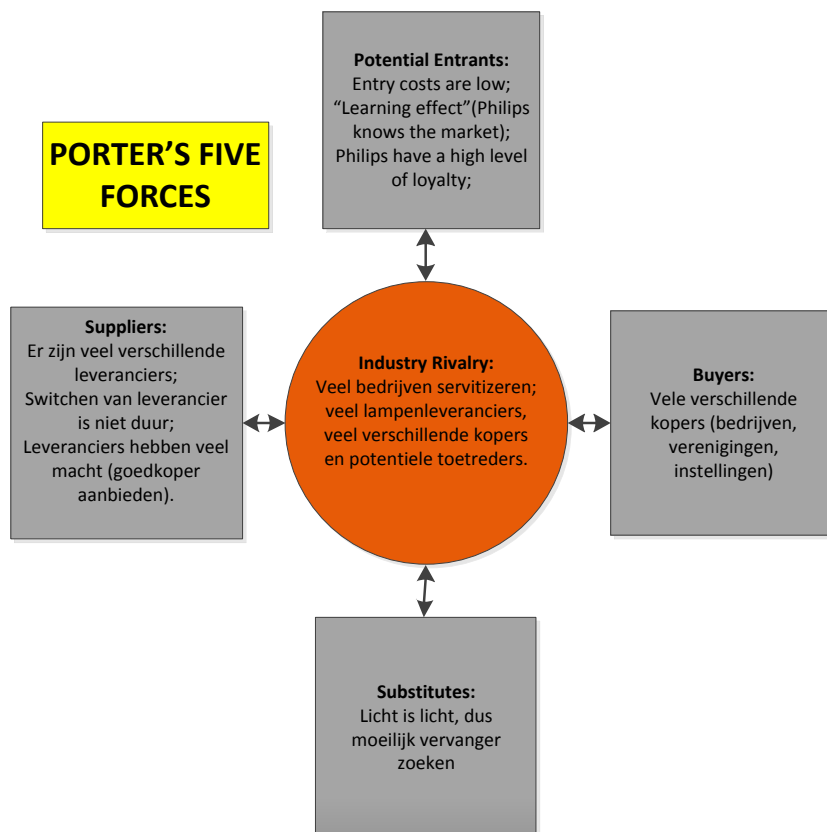 PORTER’S FIVE
FORCES
Potential Entrants:
Entry costs are low;
“Learning effect”(Philips
knows the market);
Philips have a high level
of loyalty;
Suppliers:
Er zijn veel verschillende
leveranciers;
Switchen van leverancier
is niet duur;
Leveranciers hebben veel
macht (goedkoper
aanbieden).
Industry Rivalry:
Veel bedrijven servitizeren;
veel lampenleveranciers,
veel verschillende kopers
en potentiele toetreders.
Buyers:
Vele verschillende
kopers (bedrijven,
verenigingen,
instellingen)
Substitutes:
Licht is licht, dus
moeilijk vervanger
zoeken